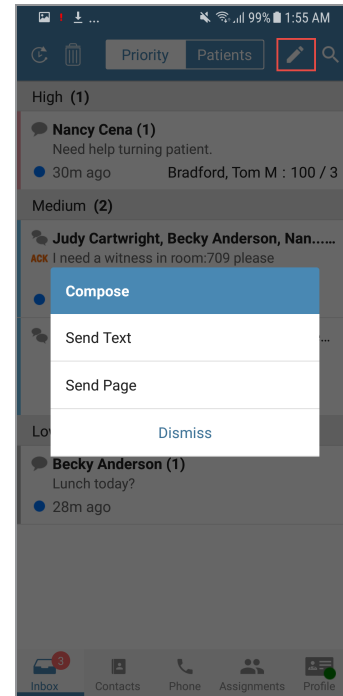 ... 99% 1:55 AM
Priority Patients
High (1)
Nancy Cena (1)
Need help turning patient.
30m ago Bradford, Tom M : 100 / 3
Medium (2)
Judy Cartwright, Becky Anderson, Nan......
ACK I need a witness in room:709 please
Compose
Send Text
...
Send Page
Dismiss
Lo
Becky Anderson (1)
Lunch today?
28m ago
3
Inbox Contacts Phone Assignments Profile